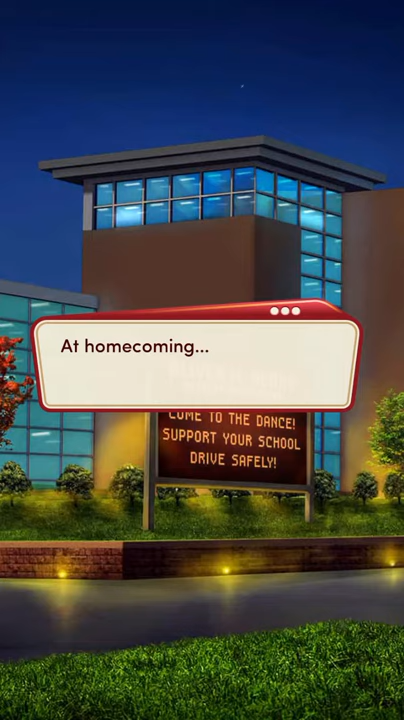 At homecoming...
COME TO THE DANCE!
SUPPORT YOUR SCHOOL
DRIVE SAFELY!